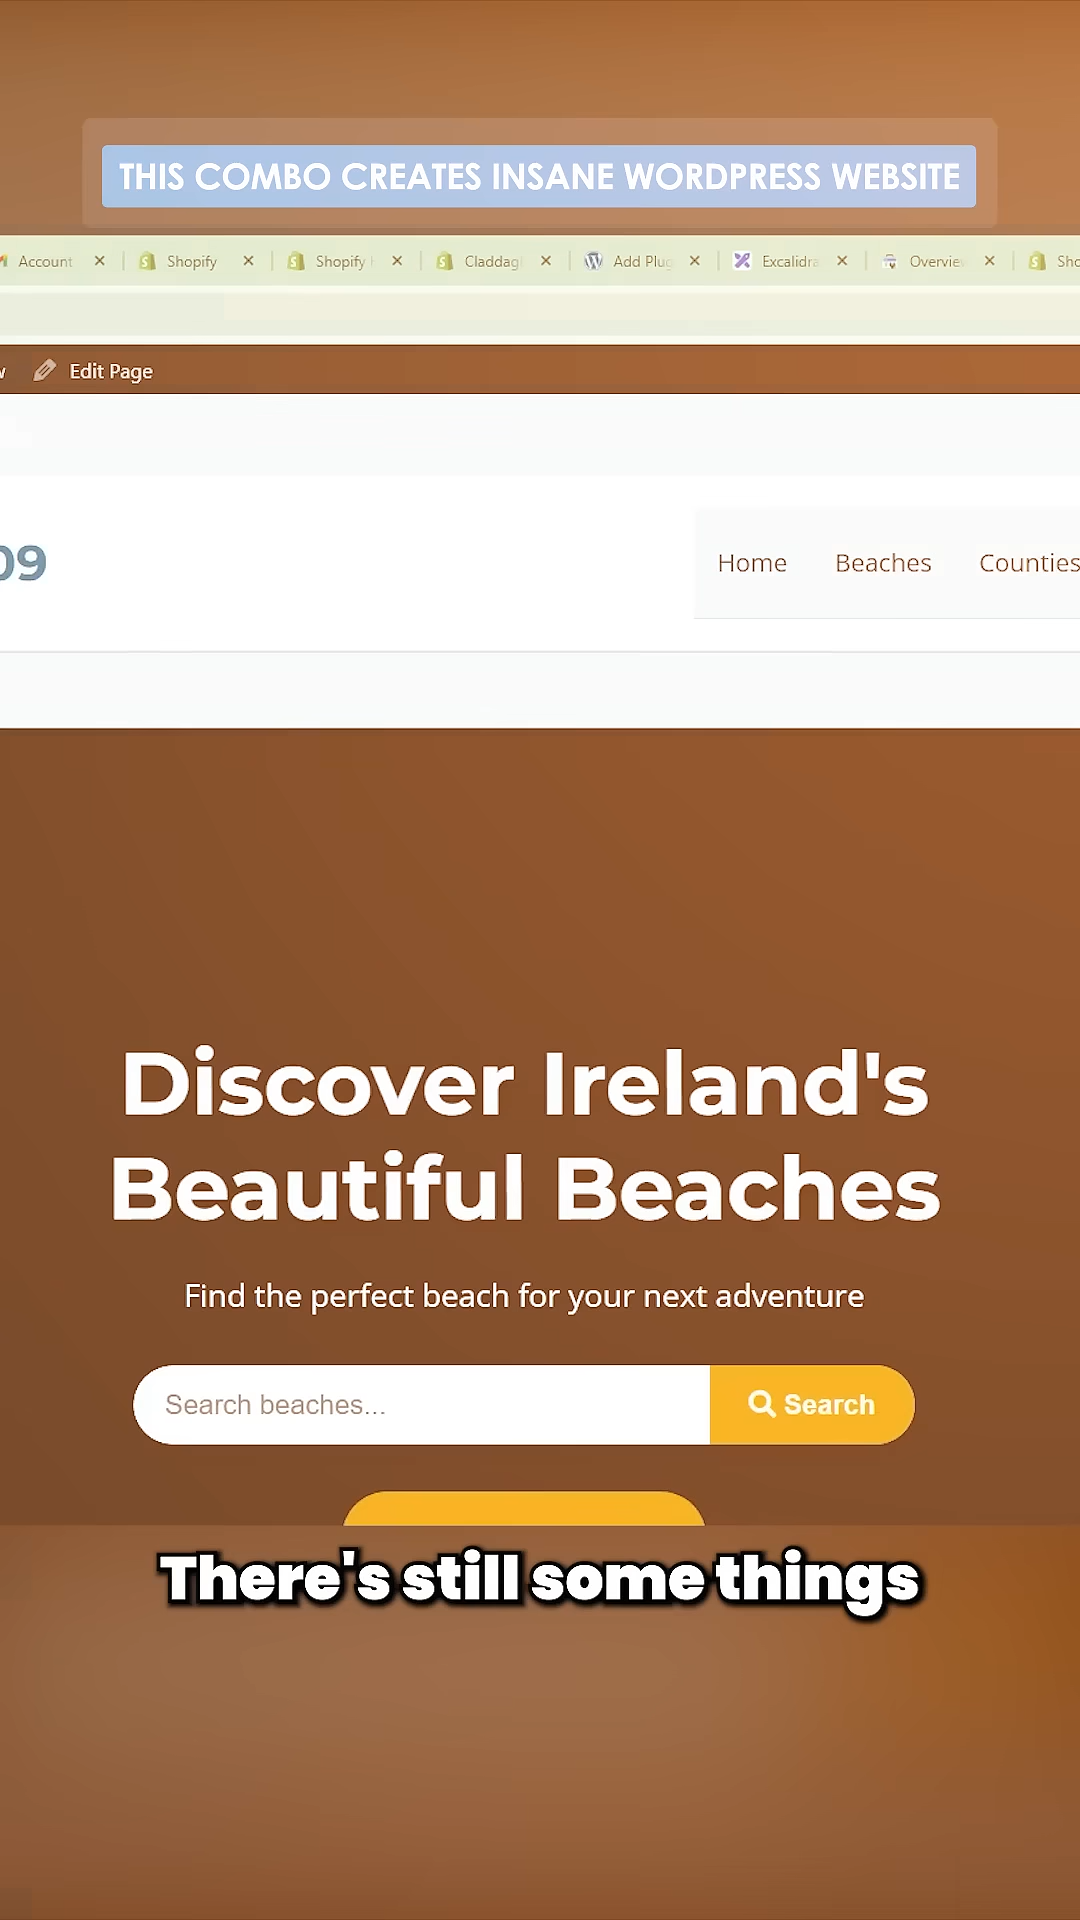 THIS COMBO CREATES INSANE WORDPRESS WEBSITE
Account Shopify Shopify Claddag Add Plug Excalidra Overvie Sho
Edit Page
09
Home Beaches Counties
Discover Ireland's
Beautiful Beaches
Find the perfect beach for your next adventure
Search beaches...
Search
There's still some things